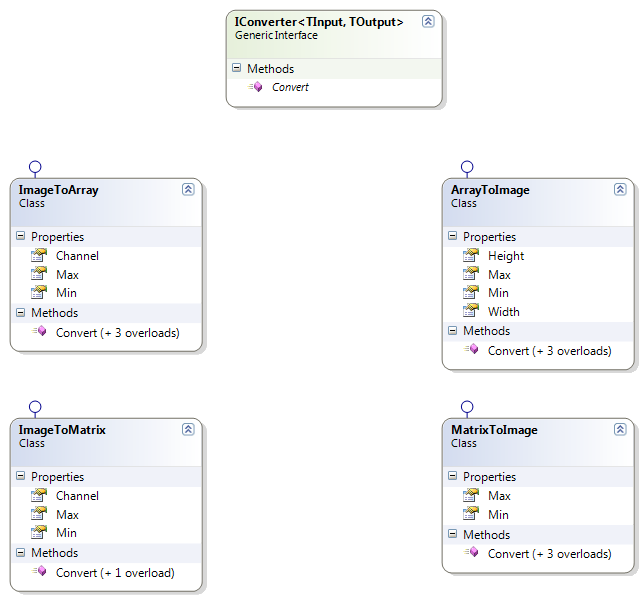 IConverter<TInput, TOutput>
GenericInterface
Methods
Convert
ImageToArray
Class
Properties
Channel
Max
Min
Methods
Convert (+ 3 overloads)
ArrayToImage
Class
Properties
Height
Max
Min
Width
Methods
Convert (+ 3 overloads)
ImageToMatrix
Class
Properties
Channel
Max
Min
Methods
Convert (+ 1 overload)
MatrixToImage
Class
Properties
Max
Min
Methods
Convert (+ 3 overloads)